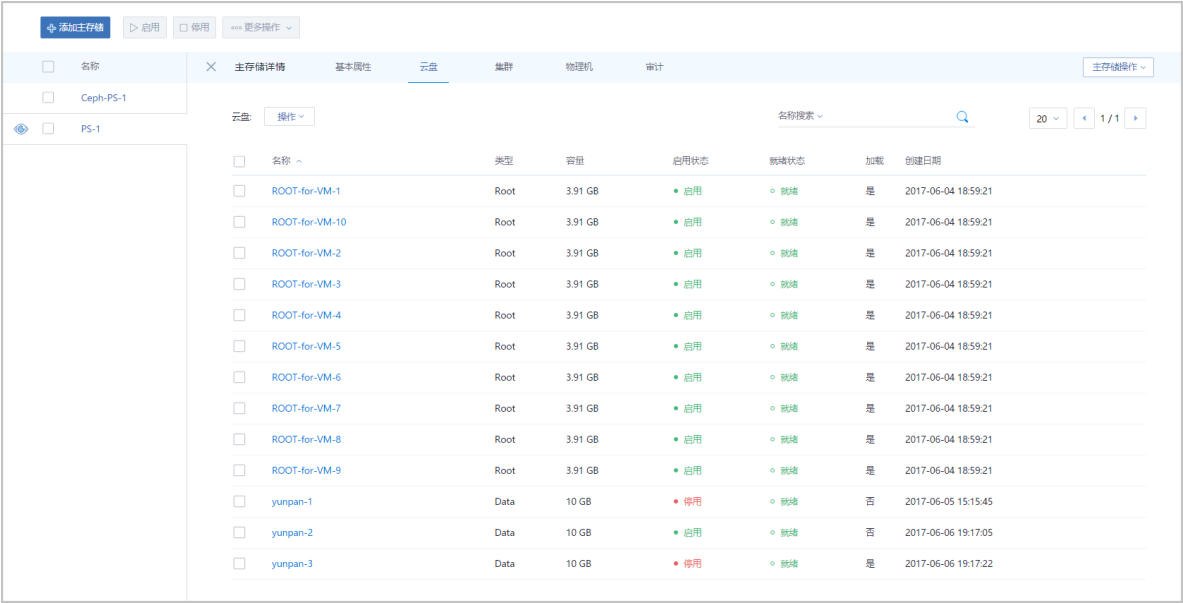 添加主存储 启用 停用 更多操作
名称 主存储详情 基本属性 云盘 集群 物理机 审计 主存储操作
Ceph-PS-1
PS-1
云盘: 操作 名称搜索 20 1 / 1
名称 类型 容量 启用状态 就绪状态 加载 创建日期
ROOT-for-VM-1 Root 3.91 GB 启用 就绪 是 2017-06-04 18:59:21
ROOT-for-VM-10 Root 3.91 GB 启用 就绪 是 2017-06-04 18:59:21
ROOT-for-VM-2 Root 3.91 GB 启用 就绪 是 2017-06-04 18:59:21
ROOT-for-VM-3 Root 3.91 GB 启用 就绪 是 2017-06-04 18:59:21
ROOT-for-VM-4 Root 3.91 GB 启用 就绪 是 2017-06-04 18:59:21
ROOT-for-VM-5 Root 3.91 GB 启用 就绪 是 2017-06-04 18:59:21
ROOT-for-VM-6 Root 3.91 GB 启用 就绪 是 2017-06-04 18:59:21
ROOT-for-VM-7 Root 3.91 GB 启用 就绪 是 2017-06-04 18:59:21
ROOT-for-VM-8 Root 3.91 GB 启用 就绪 是 2017-06-04 18:59:21
ROOT-for-VM-9 Root 3.91 GB 启用 就绪 是 2017-06-04 18:59:21
yunpan-1 Data 10 GB 停用 就绪 否 2017-06-05 15:15:45
yunpan-2 Data 10 GB 启用 就绪 否 2017-06-06 19:17:05
yunpan-3 Data 10 GB 停用 就绪 是 2017-06-06 19:17:22